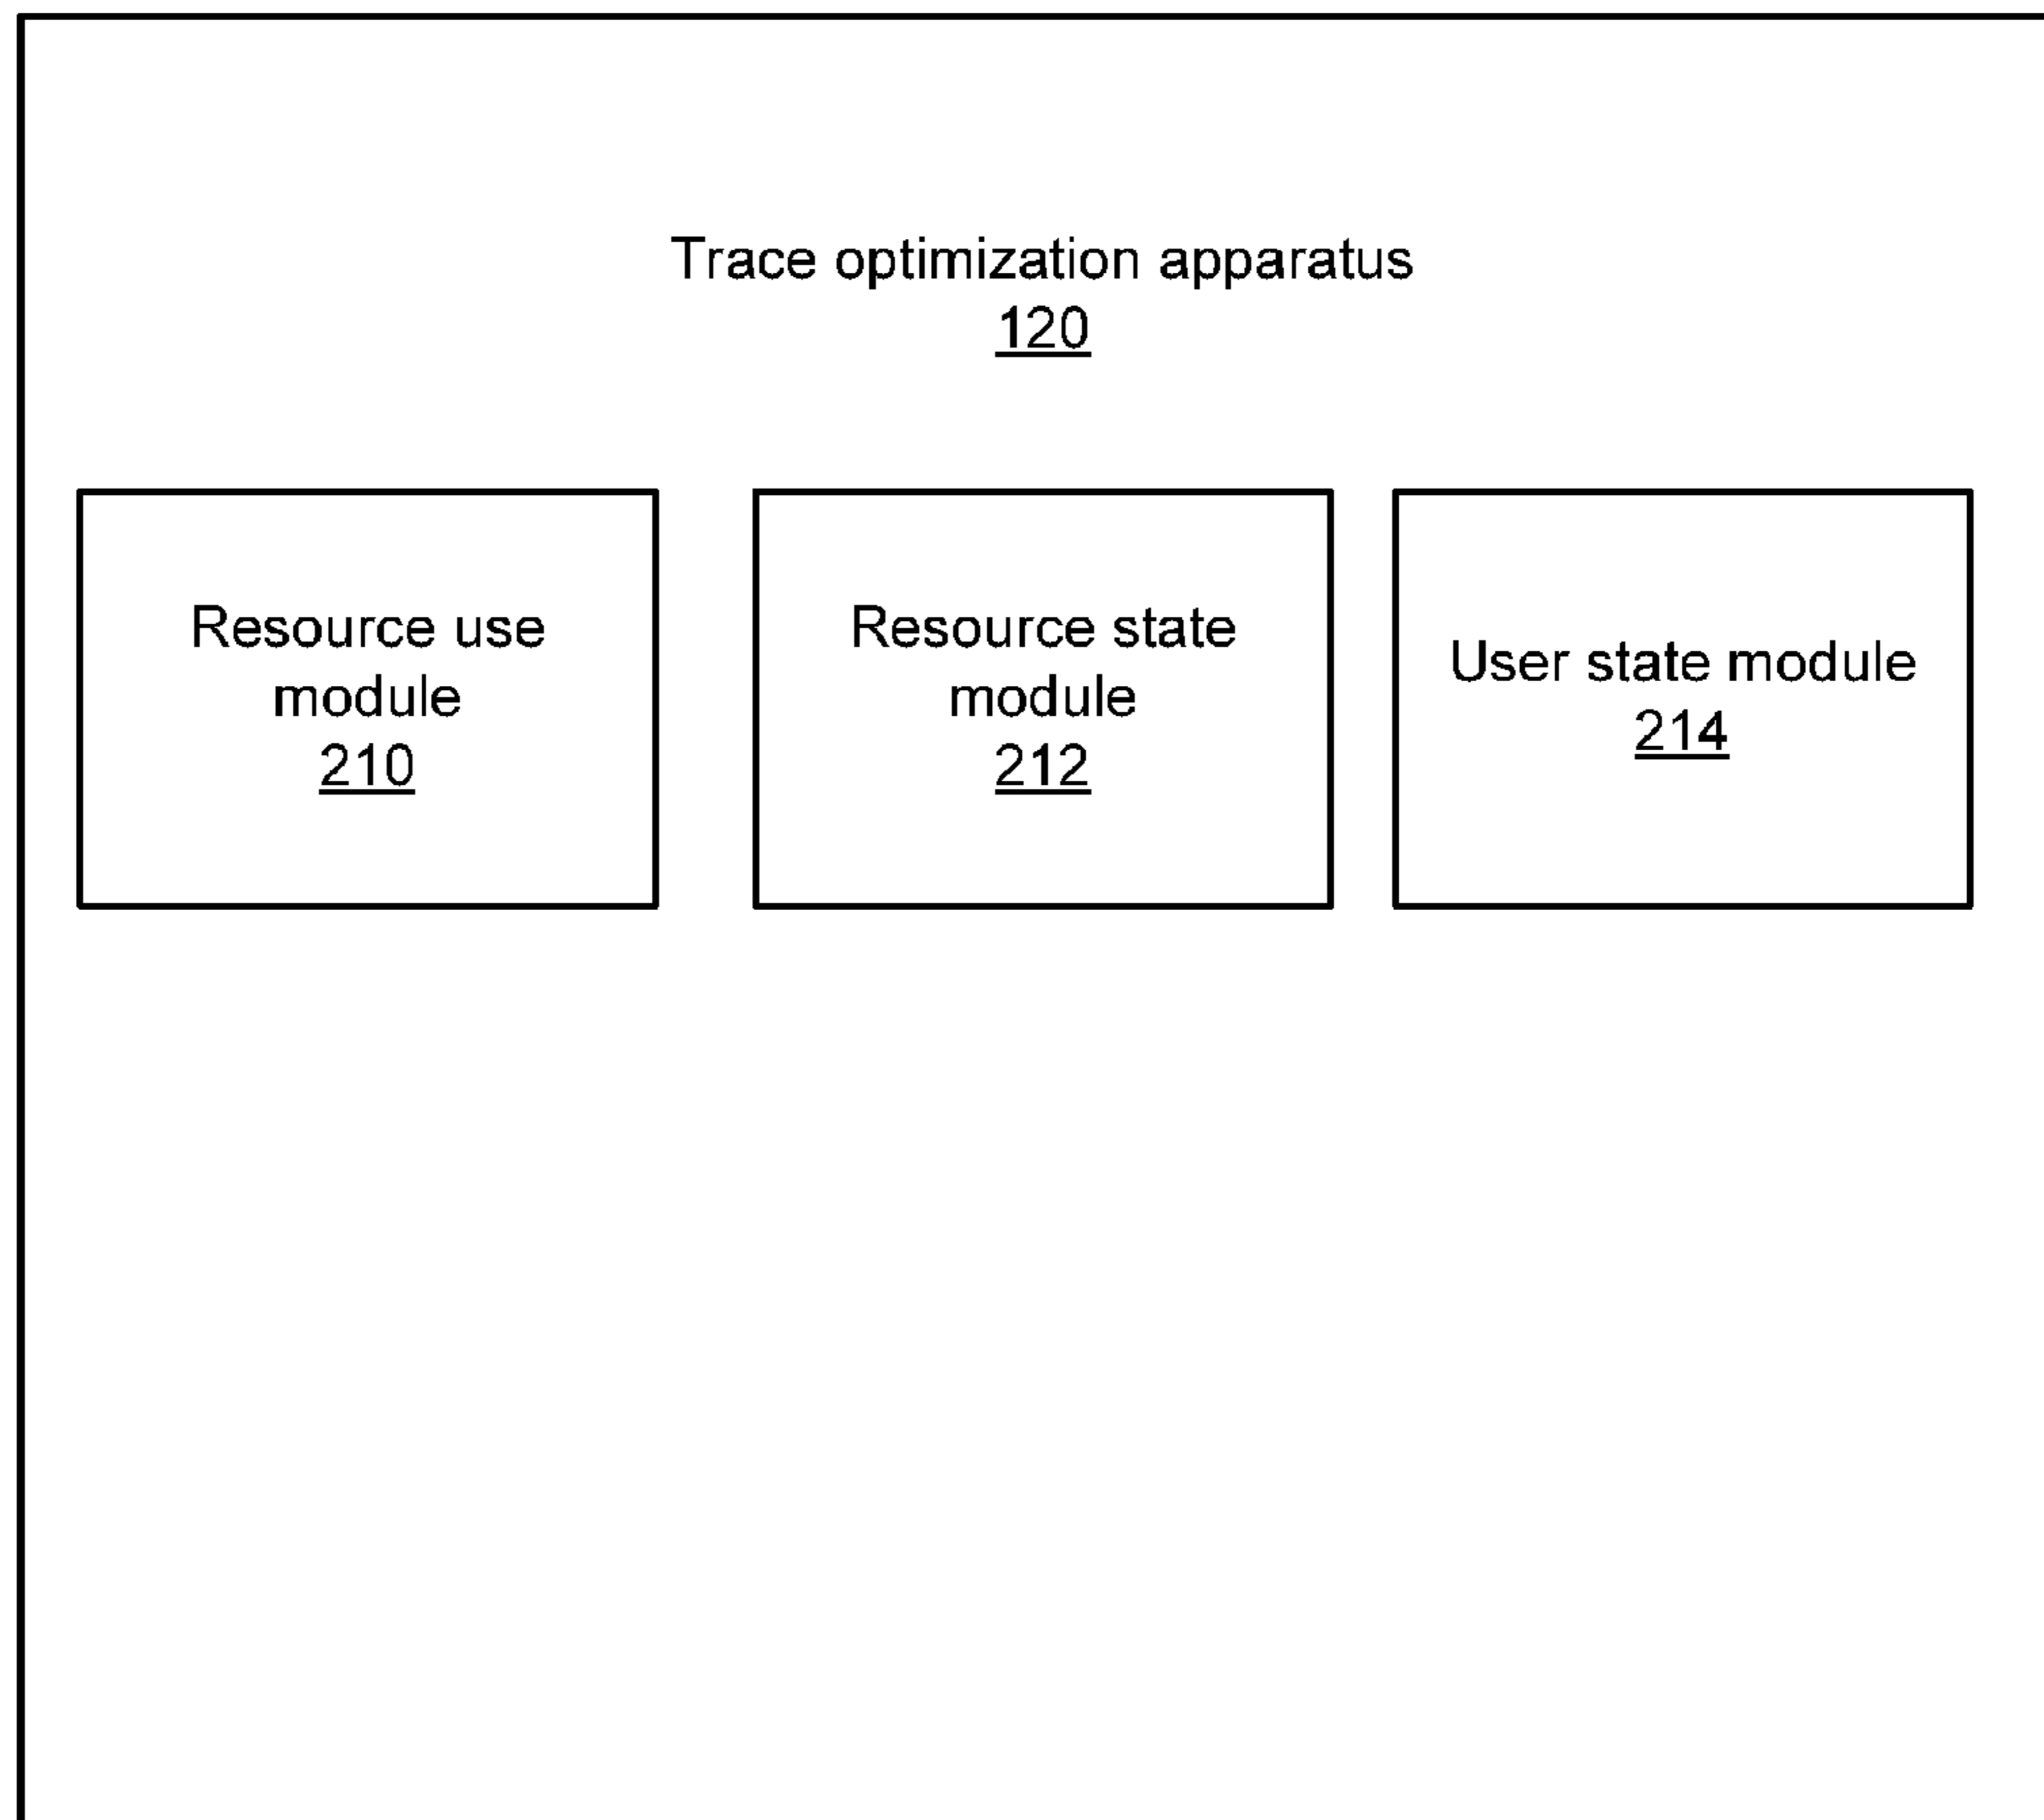 Trace optimization apparatus
120
Resource use
module
210
Resource state
module
212
User state module
214